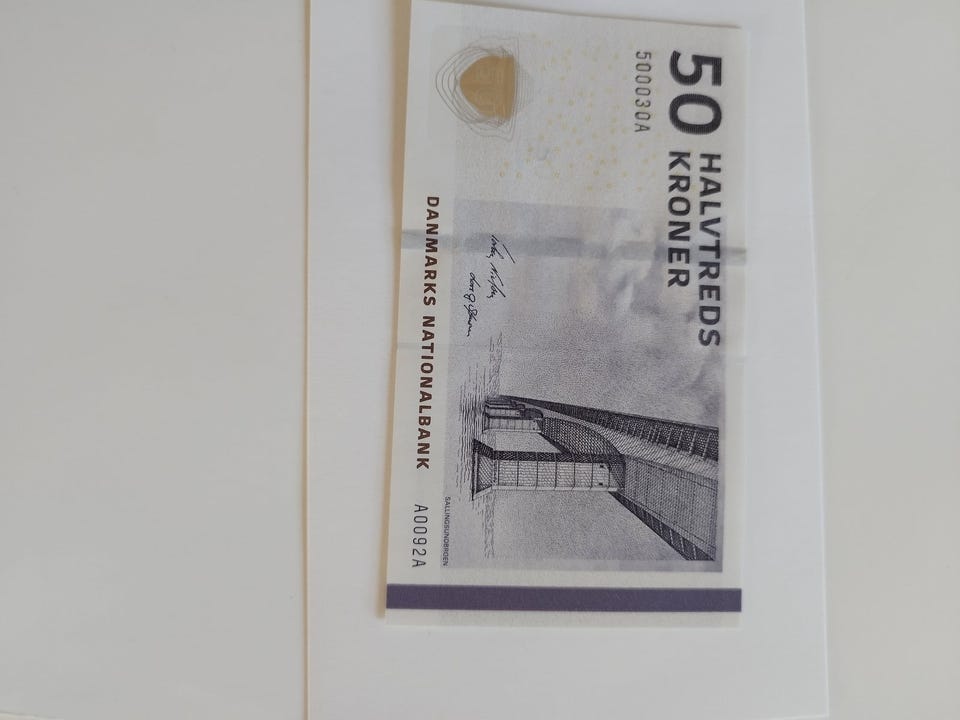 50 HALVTREDS
KRONER
500030A
DANMARKS NATIONALBANK
A0092A
SALLINGSUNDBROEN